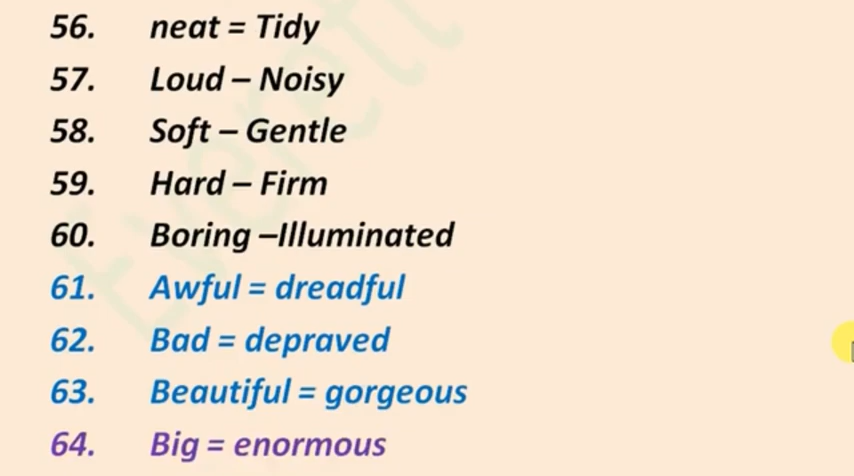 56. neat = Tidy
57. Loud – Noisy
58. Soft – Gentle
59. Hard – Firm
60. Boring –Illuminated
61. Awful = dreadful
62. Bad = depraved
63. Beautiful = gorgeous
64. Big = enormous